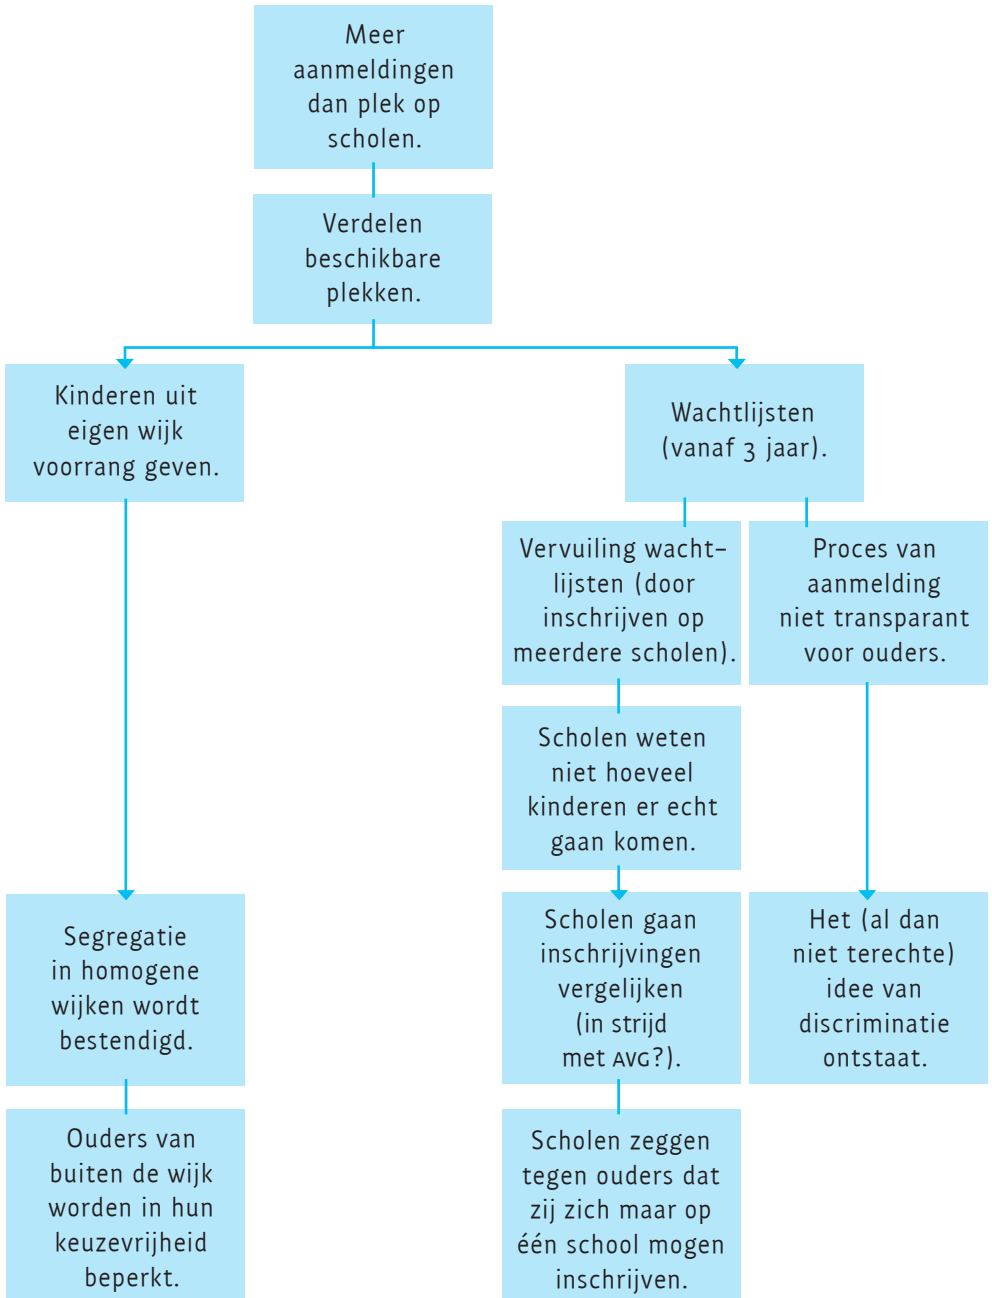 Meer
aanmeldingen
dan plek op
scholen.
Verdelen
beschikbare
plekken.
Kinderen uit
eigen wijk
voorrang geven.
Wachtlijsten
(vanaf 3 jaar).
Vervuiling wacht–
lijsten (door
inschrijven op
meerdere scholen).
Proces van
aanmelding
niet transparant
voor ouders.
Scholen weten
niet hoeveel
kinderen er echt
gaan komen.
Segregatie
in homogene
wijken wordt
bestendigd.
Scholen gaan
inschrijvingen
vergelijken
(in strijd
met AVG?).
Het (al dan
niet terechte)
idee van
discriminatie
ontstaat.
Ouders van
buiten de wijk
worden in hun
keuzevrijheid
beperkt.
Scholen zeggen
tegen ouders dat
zij zich maar op
één school mogen
inschrijven.